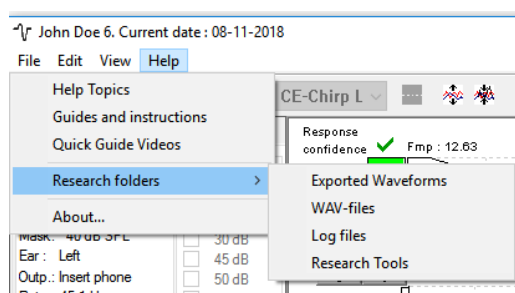 John Doe 6. Current date : 08-11-2018
File Edit View Help
Help Topics
Guides and instructions
Quick Guide Videos
Research folders >
About...
CE-Chirp L
Response
confidence Fmp : 12.63
Exported Waveforms
WAV-files
Log files
Research Tools
Mask: 40 dB SPL 30 dB
Ear : Left 45 dB
Outp.: Insert phone 50 dB